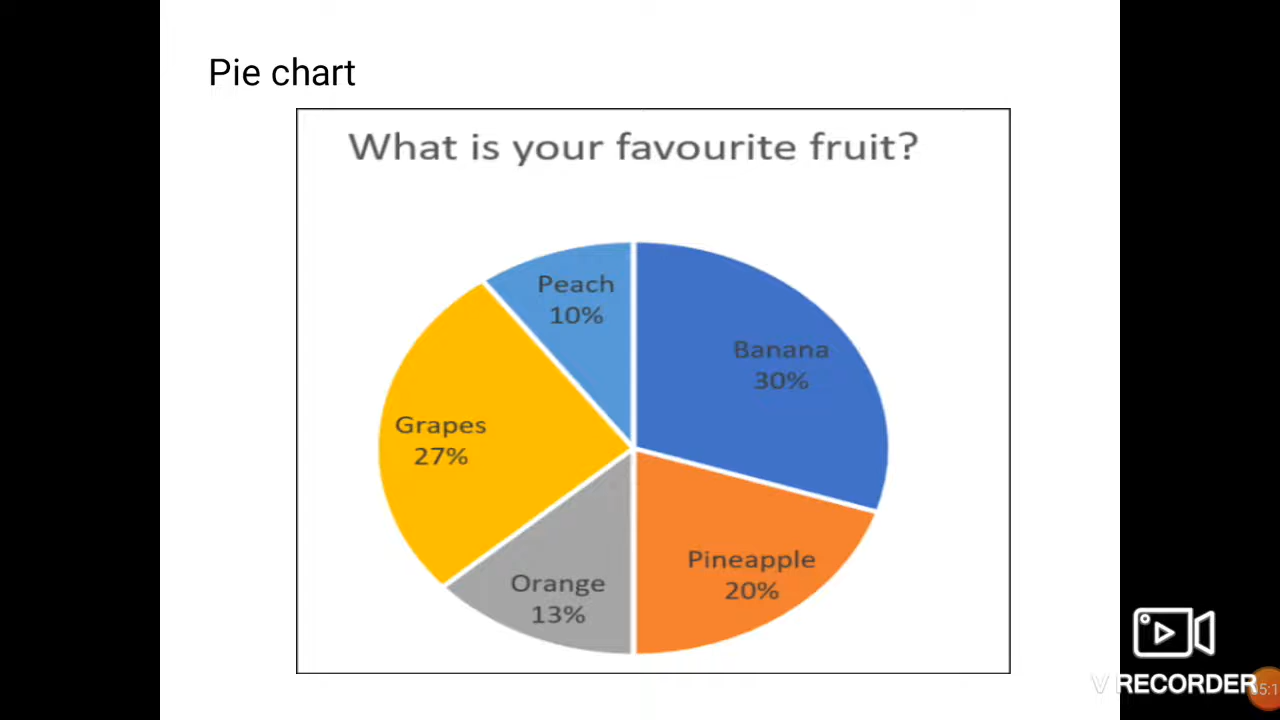 Pie chart
What is your favourite fruit?
Peach
10%
Banana
30%
Grapes
27%
Pineapple
20%
Orange
13%
V RECORDER